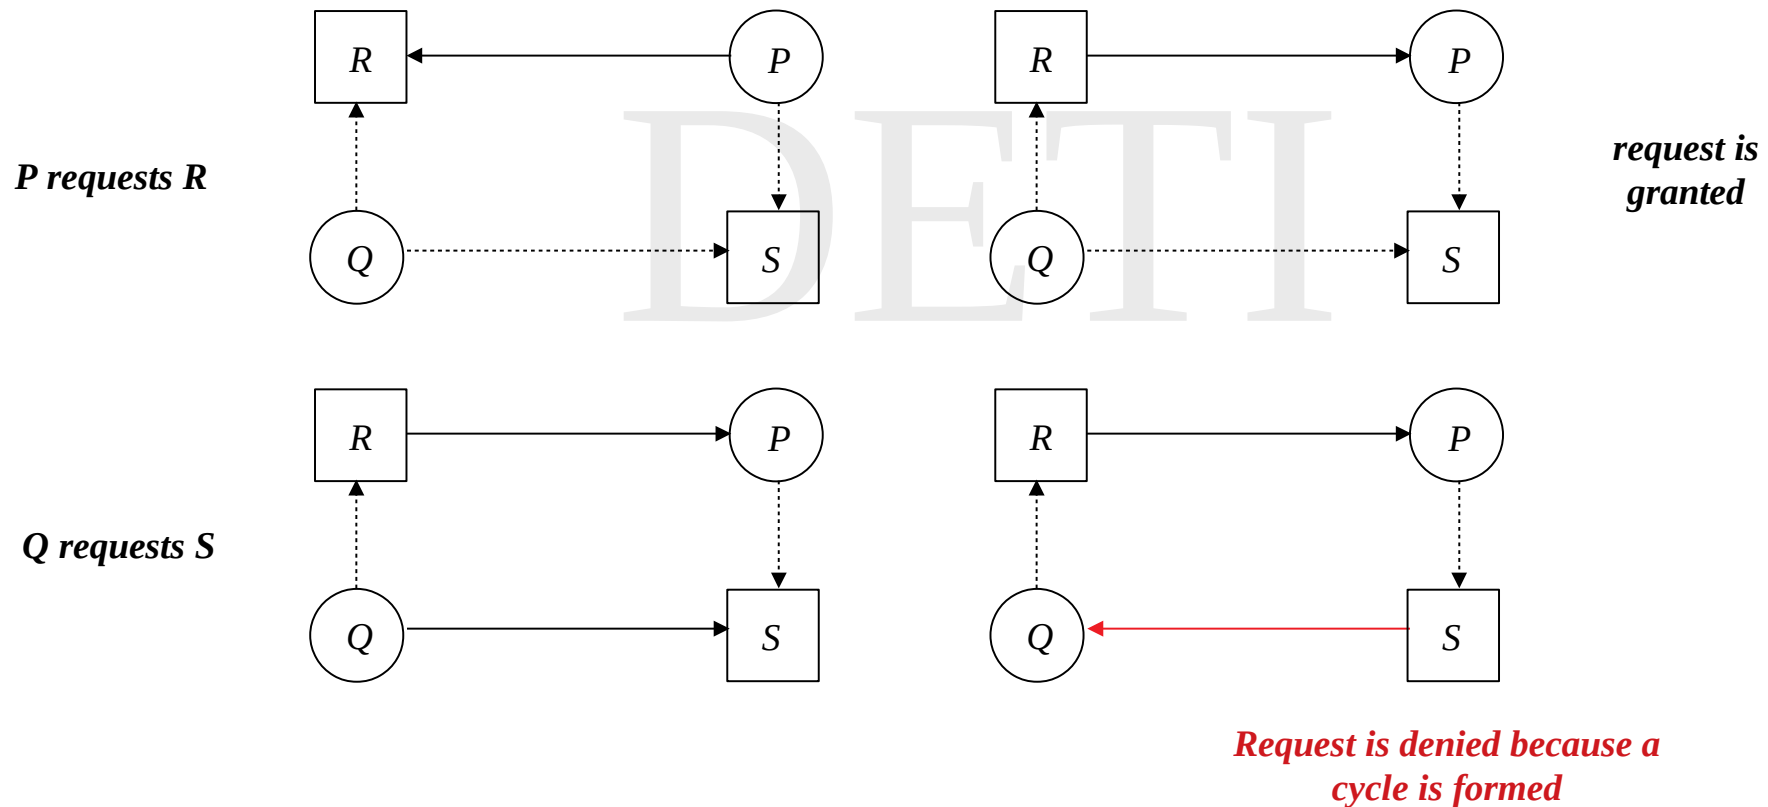 R
P
R
P
P requests R
request is
granted
Q
S
Q
S
DETI
R
P
R
P
Q requests S
Q
S
Q
S
Request is denied because a
cycle is formed